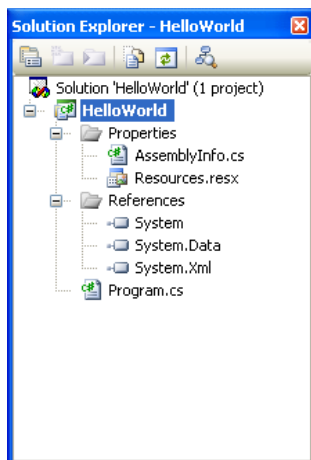 Solution Explorer - HelloWorld
Solution 'HelloWorld' (1 project)
HelloWorld
Properties
AssemblyInfo.cs
Resources.resx
References
System
System.Data
System.Xml
Program.cs